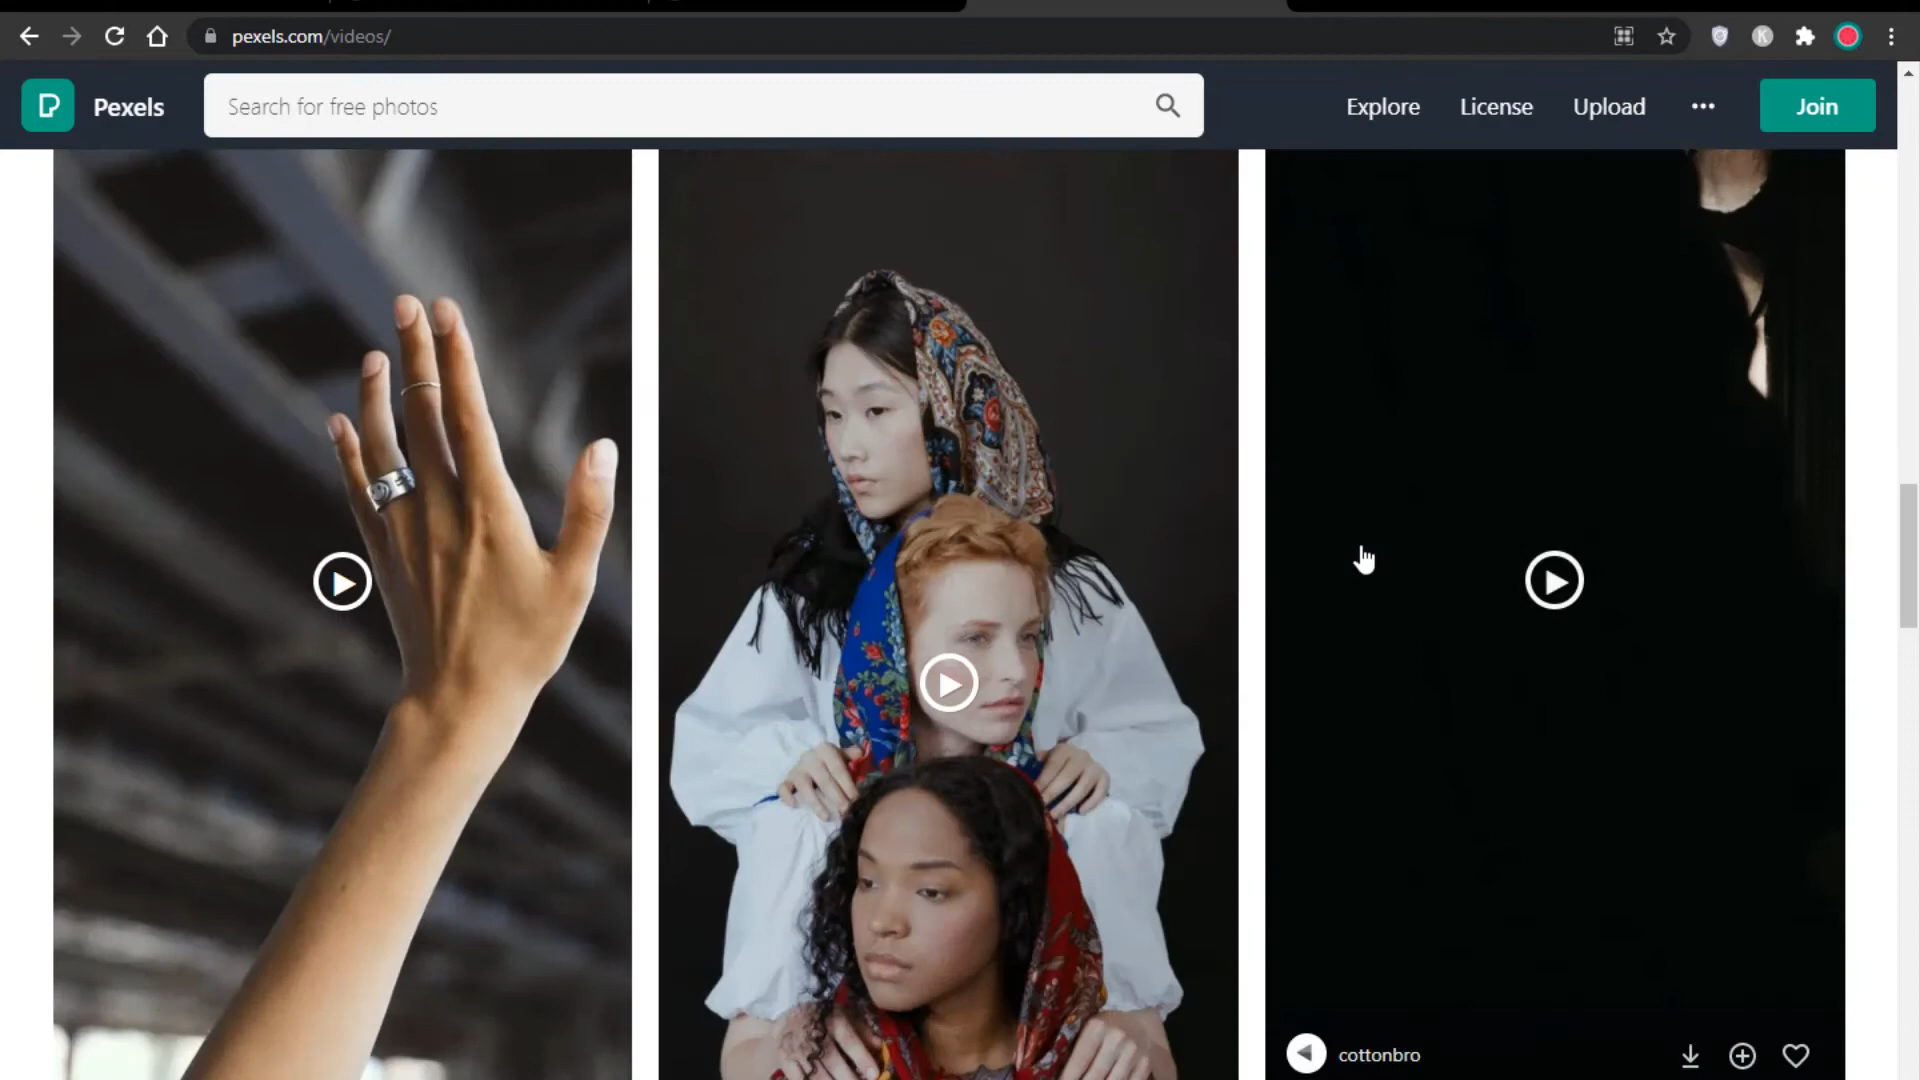 pexels.com/videos/
Pexels
Search for free photos
Explore
License
Upload
Join
cottonbro